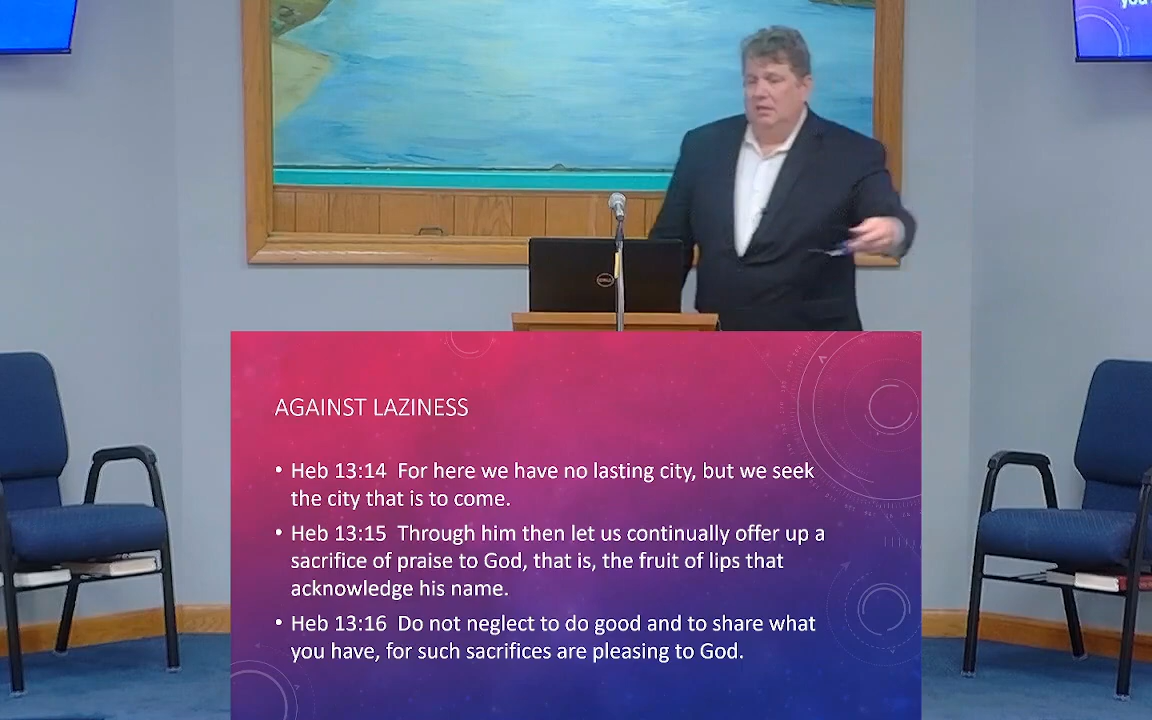 you
DELL
AGAINST LAZINESS
• Heb 13:14 For here we have no lasting city, but we seek
the city that is to come.
• Heb 13:15 Through him then let us continually offer up a
sacrifice of praise to God, that is, the fruit of lips that
acknowledge his name.
• Heb 13:16 Do not neglect to do good and to share what
you have, for such sacrifices are pleasing to God.